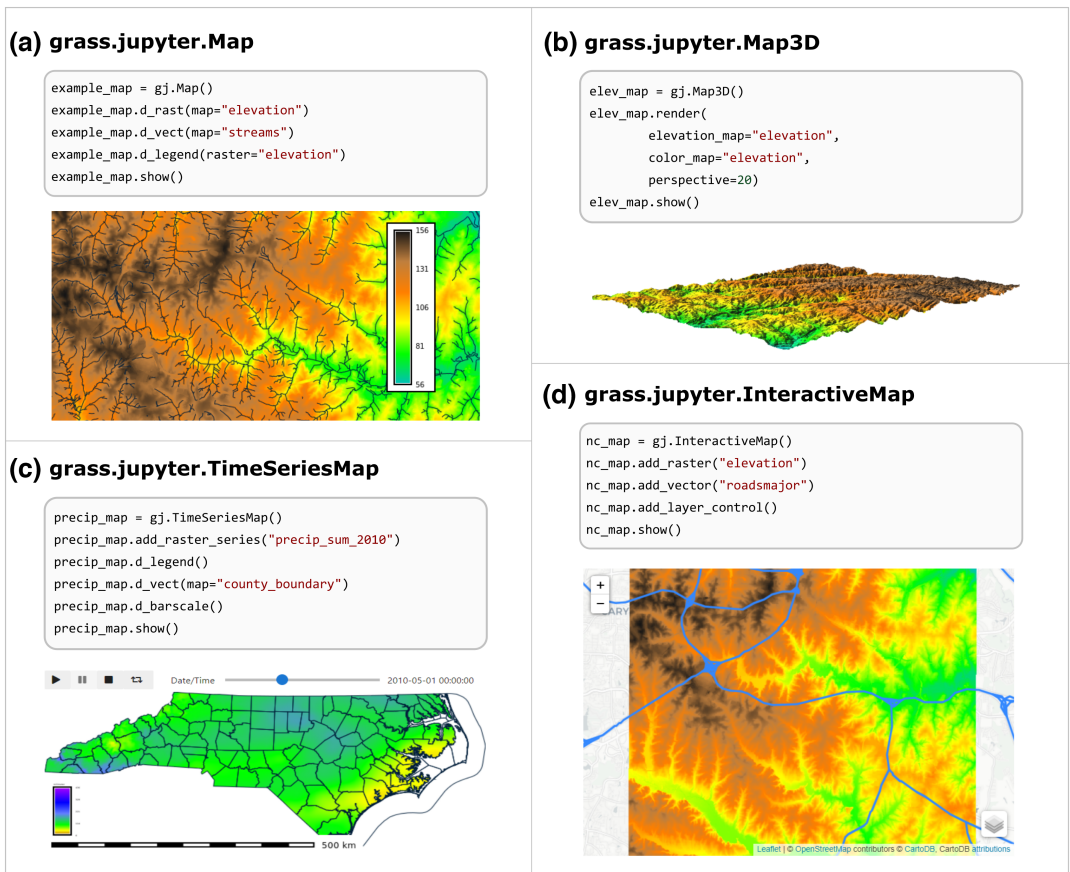 (a) grass.jupyter.Map
example_map = gj.Map()
example_map.d_rast(map="elevation")
example_map.d_vect(map="streams")
example_map.d_legend(raster="elevation")
example_map.show()
156
131
106
81
56
(b) grass.jupyter.Map3D
elev_map = gj.Map3D()
elev_map.render(
elevation_map="elevation",
color_map="elevation",
perspective=20)
elev_map.show()
(c) grass.jupyter.TimeSeriesMap
precip_map = gj.TimeSeriesMap()
precip_map.add_raster_series("precip_sum_2010")
precip_map.d_legend()
precip_map.d_vect(map="county_boundary")
precip_map.d_barscale()
precip_map.show()
Date/Time 2010-05-01 00:00:00
500 km
(d) grass.jupyter.InteractiveMap
nc_map = gj.InteractiveMap()
nc_map.add_raster("elevation")
nc_map.add_vector("roadsmajor")
nc_map.add_layer_control()
nc_map.show()
+
−
ARY
Leaflet | © OpenStreetMap contributors © CartoDB, CartoDB attributions